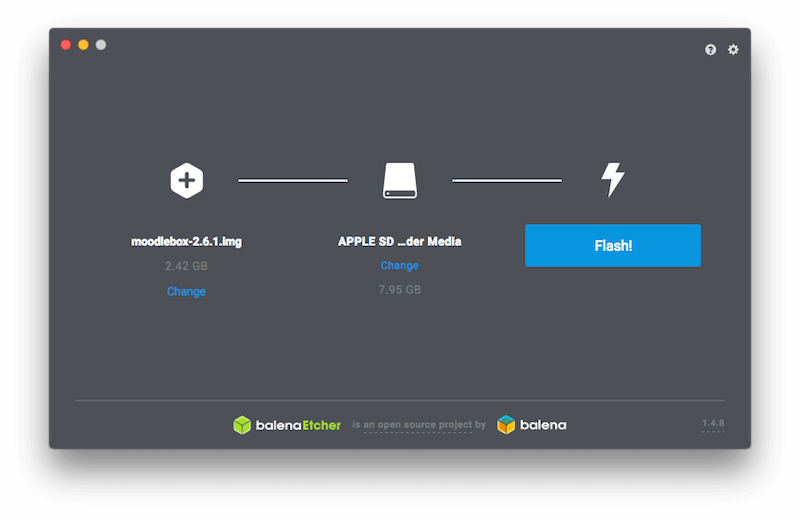 moodlebox-2.6.1.img
2.42 GB
Change
APPLE SD ...der Media
Change
7.95 GB
Flash!
balenaEtcher is an open source project by balena
1.4.8